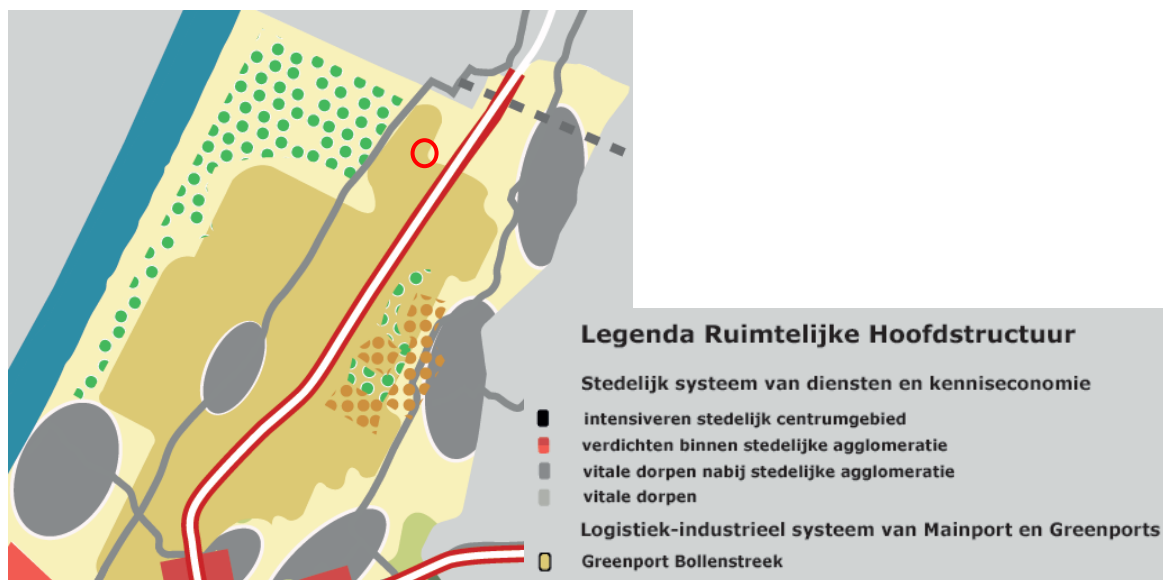 Legenda Ruimtelijke Hoofdstructuur
Stedelijk systeem van diensten en kenniseconomie
intensiveren stedelijk centrumgebied
verdichten binnen stedelijke agglomeratie
vitale dorpen nabij stedelijke agglomeratie
vitale dorpen
Logistiek-industrieel systeem van Mainport en Greenports
Greenport Bollenstreek